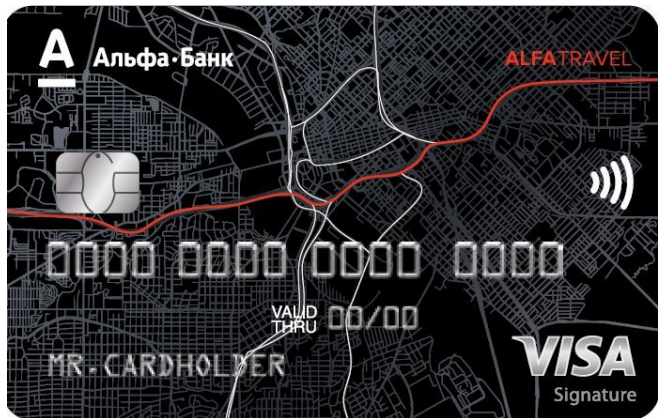 А Альфа·Банк
ALFATRAVEL
0000 0000 0000 0000
VALID THRU 00/00
MR.CARDHOLDER
VISA
Signature